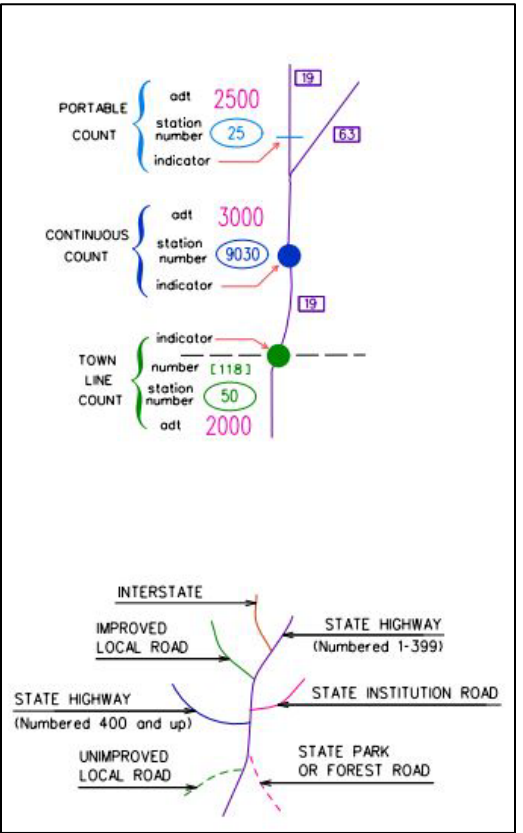 19
adt 2500
PORTABLE COUNT
station number 25
63
indicator
adt 3000
CONTINUOUS COUNT
station number 9030
indicator
19
indicator
TOWN LINE COUNT
number [118]
station number 50
adt 2000
INTERSTATE
IMPROVED LOCAL ROAD
STATE HIGHWAY
(Numbered 1-399)
STATE HIGHWAY
(Numbered 400 and up)
STATE INSTITUTION ROAD
UNIMPROVED LOCAL ROAD
STATE PARK OR FOREST ROAD